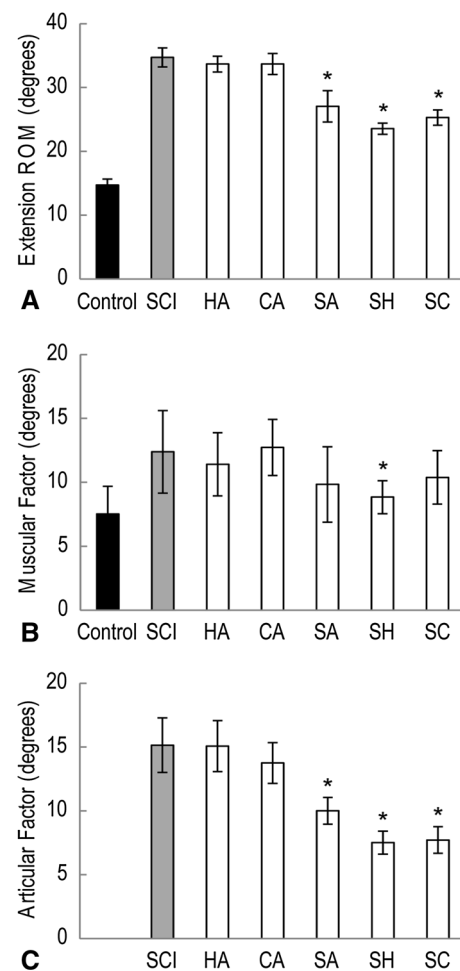 40
30
20
10
0
Extension ROM (degrees)
* * *
A
Control SCI HA CA SA SH SC
20
15
10
5
0
Muscular Factor (degrees)
*
B
Control SCI HA CA SA SH SC
20
15
10
5
0
Articular Factor (degrees)
* * *
C
SCI HA CA SA SH SC